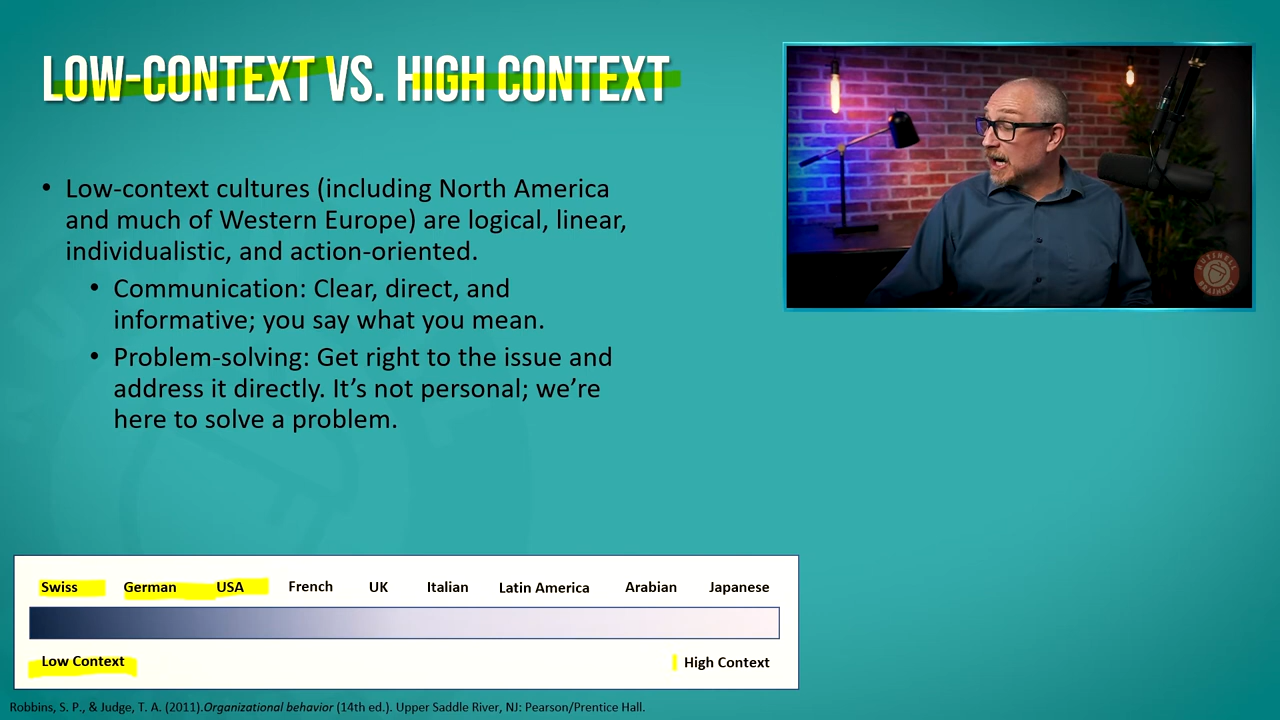 LOW-CONTEXT VS. HIGH CONTEXT
• Low-context cultures (including North America
and much of Western Europe) are logical, linear,
individualistic, and action-oriented.
• Communication: Clear, direct, and
informative; you say what you mean.
• Problem-solving: Get right to the issue and
address it directly. It’s not personal; we’re
here to solve a problem.
NUTSHELL BRAINERY
Swiss German USA French UK Italian Latin America Arabian Japanese
Low Context High Context
Robbins, S. P., & Judge, T. A. (2011).Organizational behavior (14th ed.). Upper Saddle River, NJ: Pearson/Prentice Hall.